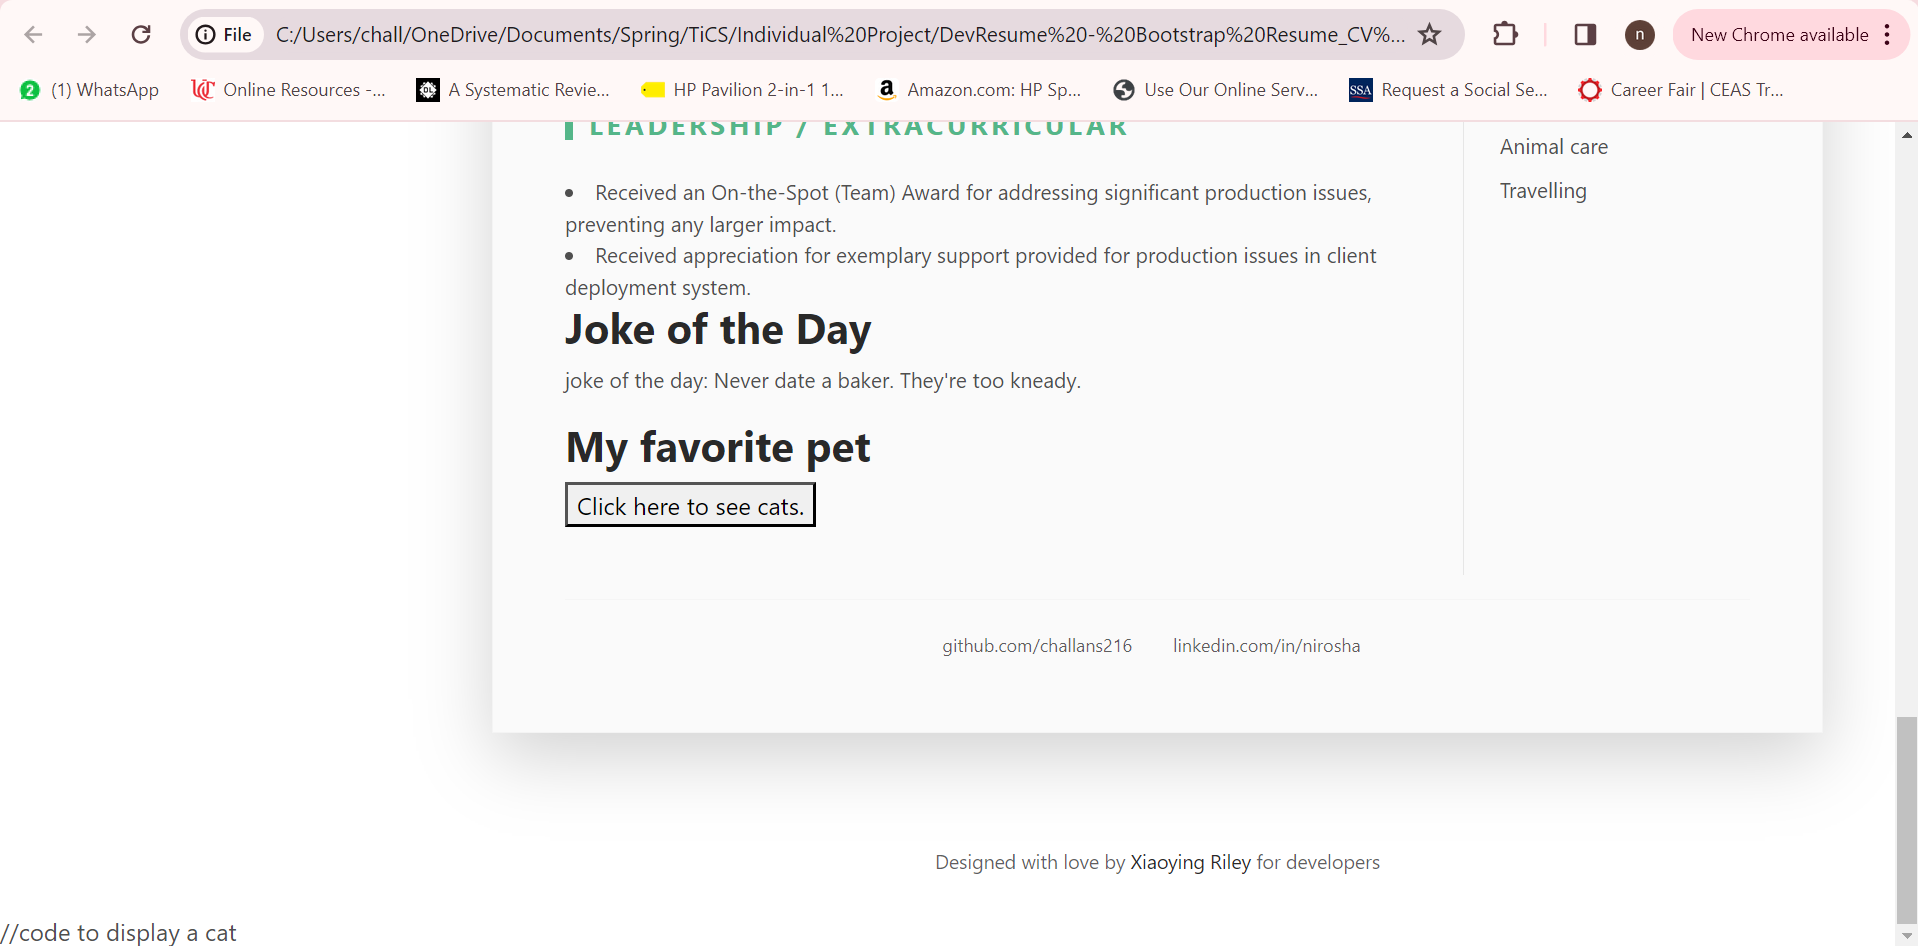 File C:/Users/chall/OneDrive/Documents/Spring/TiCS/Individual%20Project/DevResume%20-%20Bootstrap%20Resume_CV%... n New Chrome available
2 (1) WhatsApp UC Online Resources -... OL A Systematic Revie... HP Pavilion 2-in-1 1... a Amazon.com: HP Sp... Use Our Online Serv... SSA Request a Social Se... Career Fair | CEAS Tr...
LEADERSHIP / EXTRACURRICULAR
• Received an On-the-Spot (Team) Award for addressing significant production issues,
preventing any larger impact.
• Received appreciation for exemplary support provided for production issues in client
deployment system.
Joke of the Day
joke of the day: Never date a baker. They're too kneady.
My favorite pet
Click here to see cats.
Animal care
Travelling
github.com/challans216 linkedin.com/in/nirosha
Designed with love by Xiaoying Riley for developers
//code to display a cat